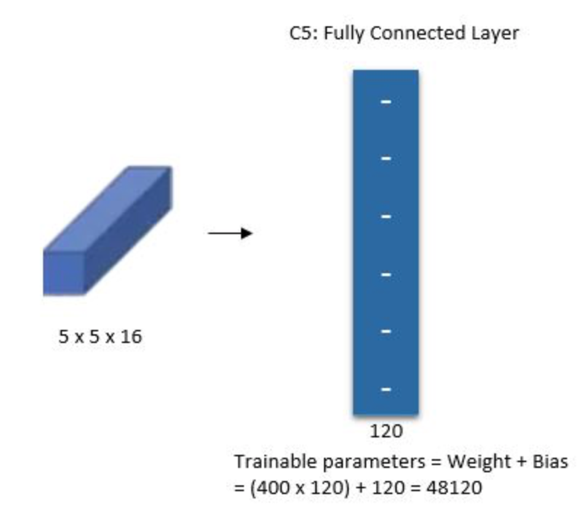 C5: Fully Connected Layer
5 x 5 x 16
120
Trainable parameters = Weight + Bias
= (400 x 120) + 120 = 48120